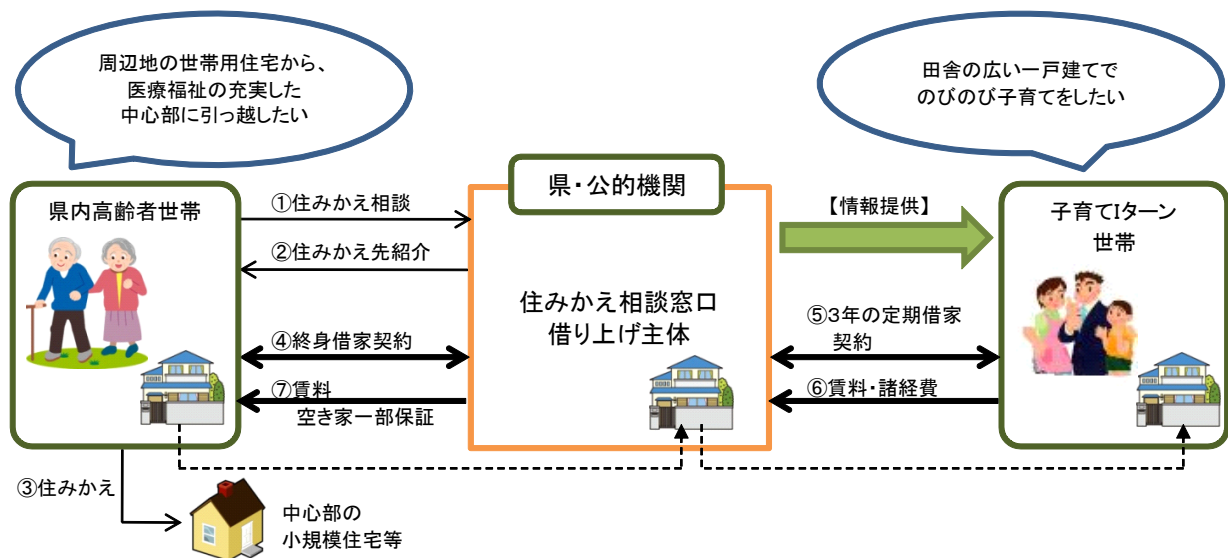 周辺地の世帯用住宅から、
医療福祉の充実した
中心部に引っ越したい
田舎の広い一戸建てで
のびのび子育てをしたい
県内高齢者世帯
①住みかえ相談
②住みかえ先紹介
④終身借家契約
⑦賃料
空き家一部保証
③住みかえ
中心部の
小規模住宅等
県・公的機関
住みかえ相談窓口
借り上げ主体
【情報提供】
⑤3年の定期借家
契約
⑥賃料・諸経費
子育てIターン
世帯